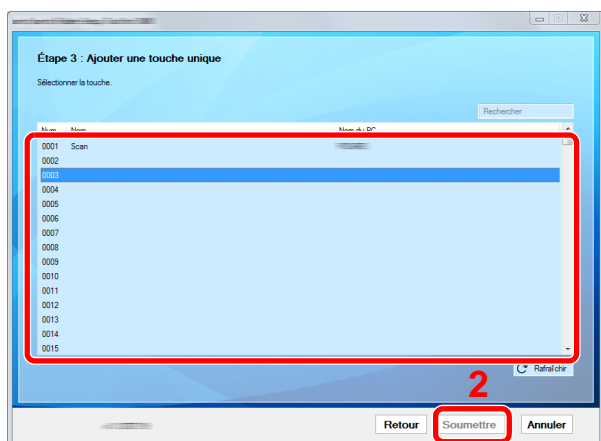 Étape 3 : Ajouter une touche unique
Sélectionner la touche.
Rechercher
Num Nom Nom du PC
0001 Scan
0002
0003
0004
0005
0006
0007
0008
0009
0010
0011
0012
0013
0014
0015
Rafraîchir
2
Retour Soumettre Annuler